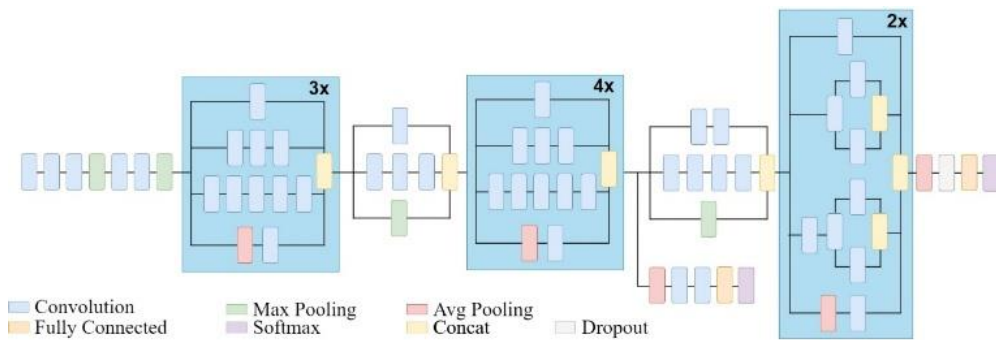 3x
4x
2x
Convolution
Max Pooling
Avg Pooling
Fully Connected
Softmax
Concat
Dropout